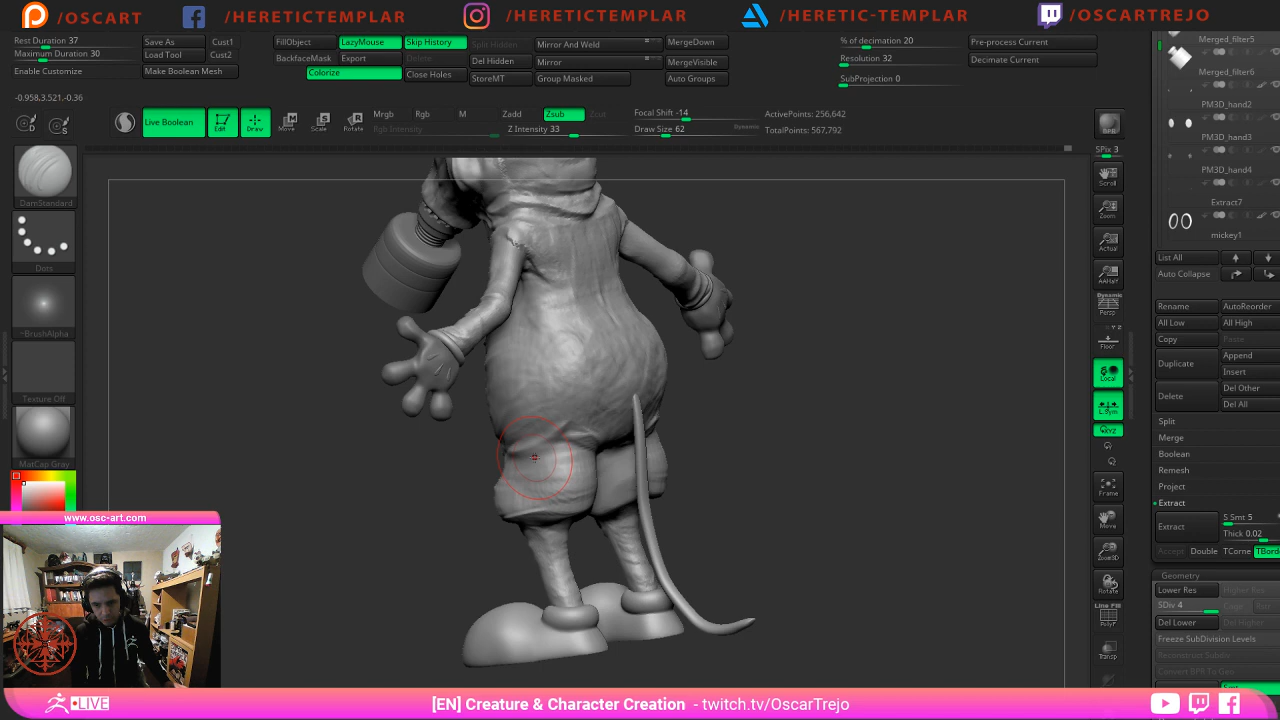 /OSCART
/HERETICTEMPLAR
/HERETICTEMPLAR
/HERETIC-TEMPLAR
/OSCARTREJO
Rest Duration 37
Maximum Duration 30
Enable Customize
Save As
Cust1
Load Tool
Cust2
Make Boolean Mesh
FillObject
LazyMouse
Skip History
Split Hidden
Mirror And Weld
MergeDown
BackfaceMask
Export
Delete
Del Hidden
Mirror
MergeVisible
Colorize
Close Holes
StoreMT
Group Masked
Auto Groups
% of decimation 20
Resolution 32
SubProjection 0
Pre-process Current
Decimate Current
-0.958,3.521,-0.36
Live Boolean
Edit
Draw
Move
Scale
Rotate
Mrgb
Rgb
M
Zadd
Zsub
Zcut
Rgb Intensity
Z Intensity 33
Focal Shift -14
Draw Size 62
Dynamic
ActivePoints: 256,642
TotalPoints: 567,792
DamStandard
Dots
~BrushAlpha
Texture Off
MatCap Gray
BPR
SPix 3
Scroll
Zoom
Actual
AAHalf
Dynamic
Persp
Floor
Local
L.Sym
XYZ
Frame
Move
Zoom3D
Rotate
Line Fill
PolyF
Transp
Merged_filter5
Merged_filter6
PM3D_hand2
PM3D_hand3
PM3D_hand4
Extract7
mickey1
List All
Auto Collapse
Rename
AutoReorder
All Low
All High
Copy
Paste
Duplicate
Append
Insert
Delete
Del Other
Del All
Split
Merge
Boolean
Remesh
Project
Extract
Extract
S Smt 5
Thick 0.02
Accept
Double
TCorne
TBord
Geometry
Lower Res
Higher Res
SDiv 4
Cage
Del Lower
Del Higher
Freeze SubDivision Levels
Reconstruct Subdiv
Convert BPR To Geo
www.osc-art.com
LIVE
[EN] Creature & Character Creation - twitch.tv/OscarTrejo